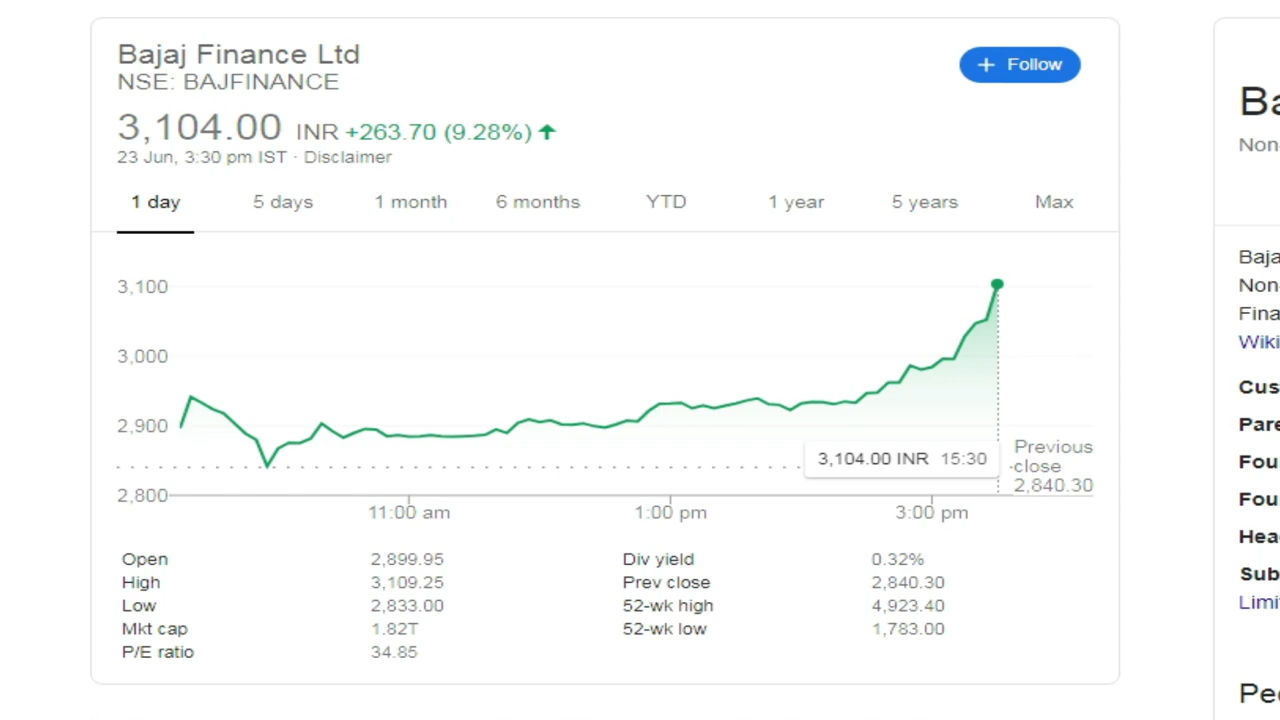 Bajaj Finance Ltd
NSE: BAJFINANCE
+ Follow
3,104.00 INR +263.70 (9.28%)
23 Jun, 3:30 pm IST · Disclaimer
1 day 5 days 1 month 6 months YTD 1 year 5 years Max
3,100
3,000
2,900
2,800
3,104.00 INR 15:30
Previous
close
2,840.30
11:00 am 1:00 pm 3:00 pm
Open 2,899.95 Div yield 0.32%
High 3,109.25 Prev close 2,840.30
Low 2,833.00 52-wk high 4,923.40
Mkt cap 1.82T 52-wk low 1,783.00
P/E ratio 34.85
Ba
Non
Baja
Non-
Fina
Wiki
Cus
Pare
Fou
Fou
Hea
Sub
Limi
Peo